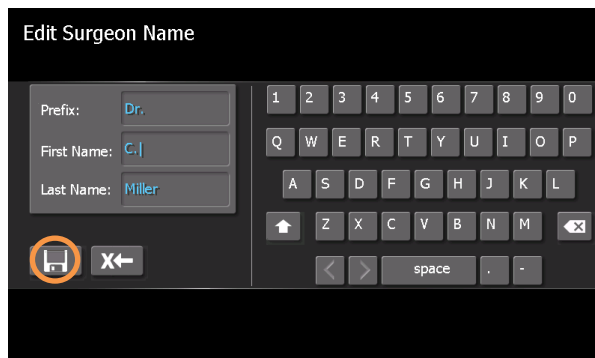 Edit Surgeon Name
Prefix: Dr.
First Name: C.
Last Name: Miller
1 2 3 4 5 6 7 8 9 0
Q W E R T Y U I O P
A S D F G H J K L
Z X C V B N M
X
< > space . -